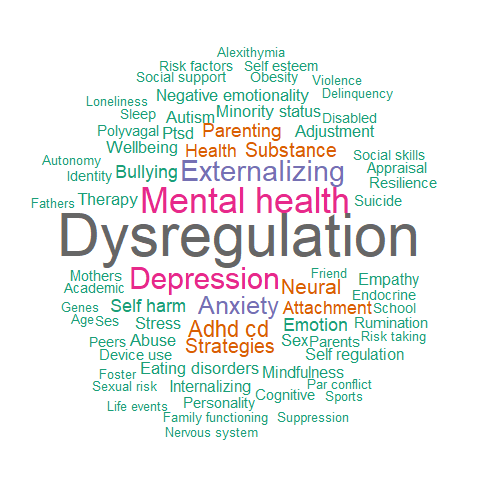 Alexithymia
Risk factors Self esteem
Social support Obesity Violence
Loneliness Negative emotionality Delinquency
Sleep Autism Minority status Disabled
Polyvagal Ptsd Parenting Adjustment
Wellbeing Health Substance Social skills
Autonomy Bullying Externalizing Appraisal
Identity Resilience
Fathers Therapy Mental health Suicide
Dysregulation
Mothers Depression Friend Empathy
Academic Neural Endocrine
Genes Self harm Anxiety Attachment School
Age Ses Stress Adhd cd Emotion Rumination
Peers Abuse Strategies Sex Parents Risk taking
Device use Self regulation
Foster Eating disorders Mindfulness
Sexual risk Internalizing Par conflict
Life events Personality Cognitive Sports
Family functioning Suppression
Nervous system